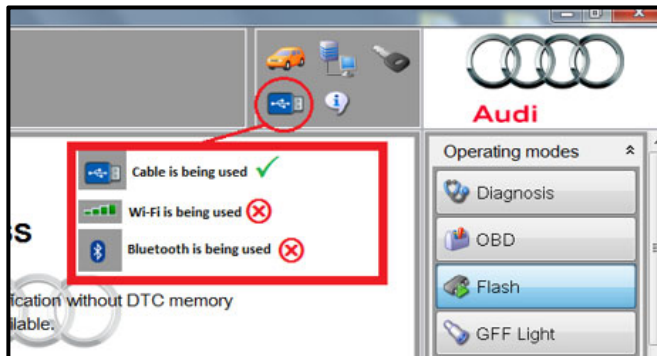 Audi
Cable is being used
Wi-Fi is being used
Bluetooth is being used
ss
fication without DTC memory
ilable.
Operating modes
Diagnosis
OBD
Flash
GFF Light